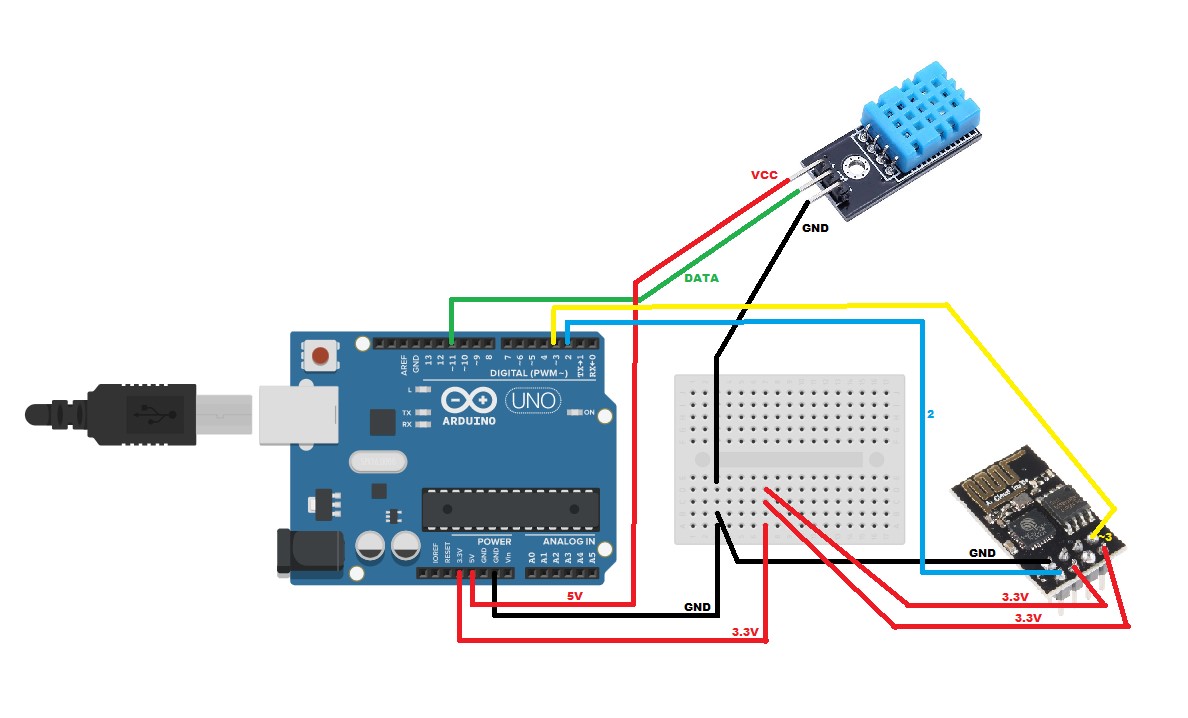 VCC
GND
DATA
AREF
GND
13
12
~11
~10
~9
8
7
~6
~5
4
~3
2
TX→1
RX←0
DIGITAL (PWM~)
L
TX
RX
UNO
ON
ARDUINO
2
~3
POWER
ANALOG IN
IOREF
RESET
3.3V
5V
GND
GND
Vin
A0
A1
A2
A3
A4
A5
GND
5V
GND
3.3V
3.3V
3.3V